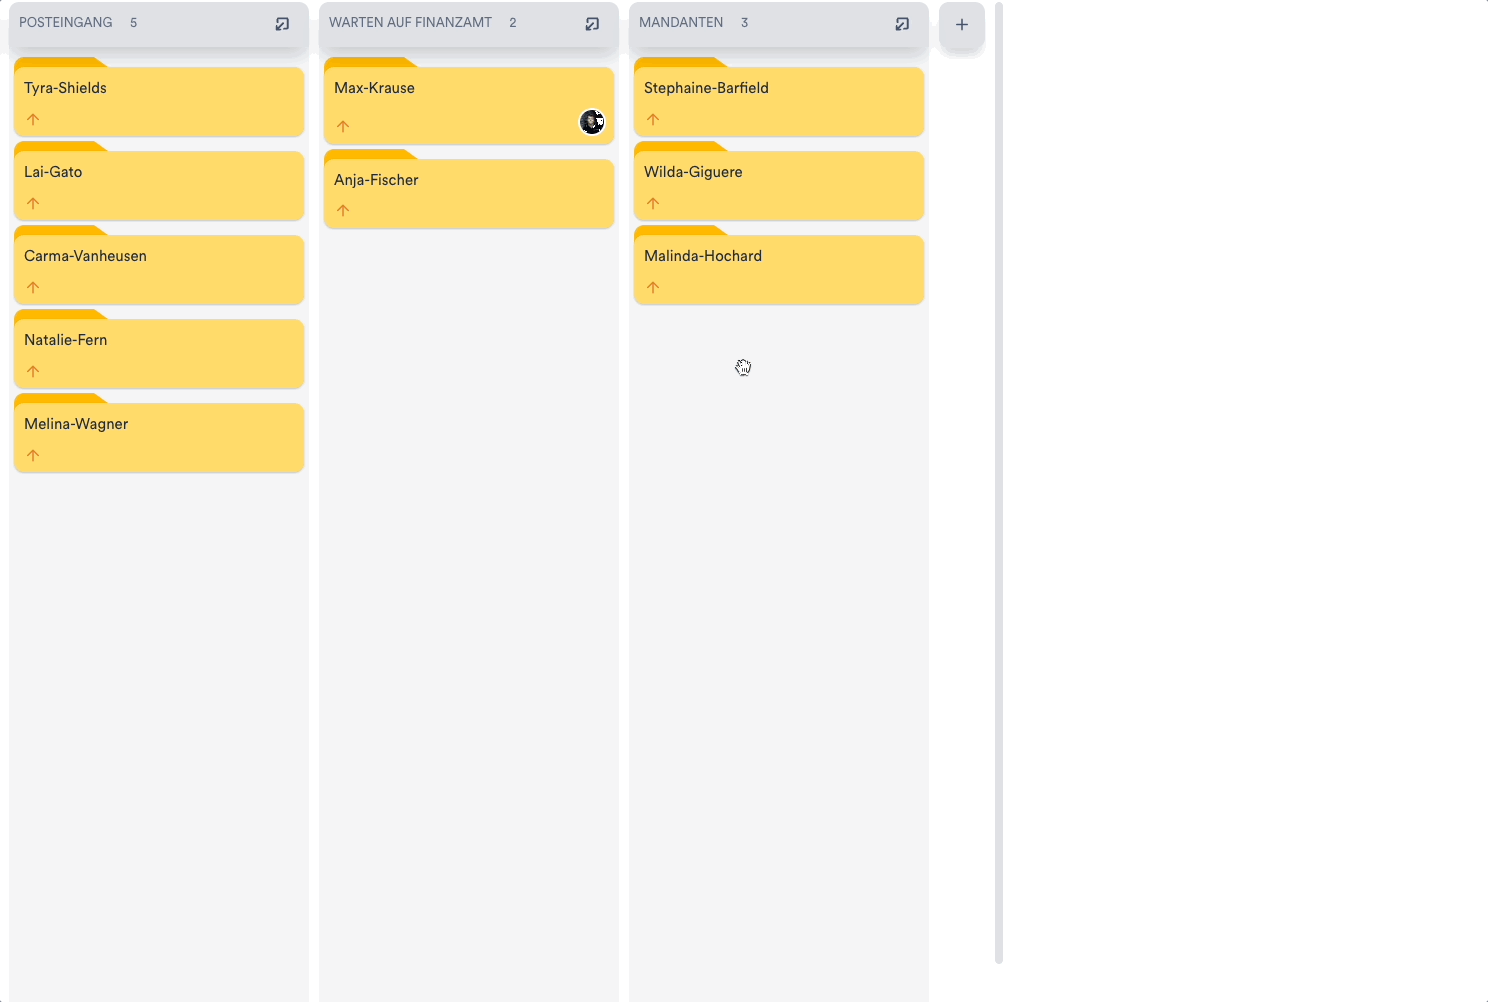 POSTEINGANG 5
Tyra-Shields
Lai-Gato
Carma-Vanheusen
Natalie-Fern
Melina-Wagner
WARTEN AUF FINANZAMT 2
Max-Krause
Anja-Fischer
MANDANTEN 3
Stephaine-Barfield
Wilda-Giguere
Malinda-Hochard